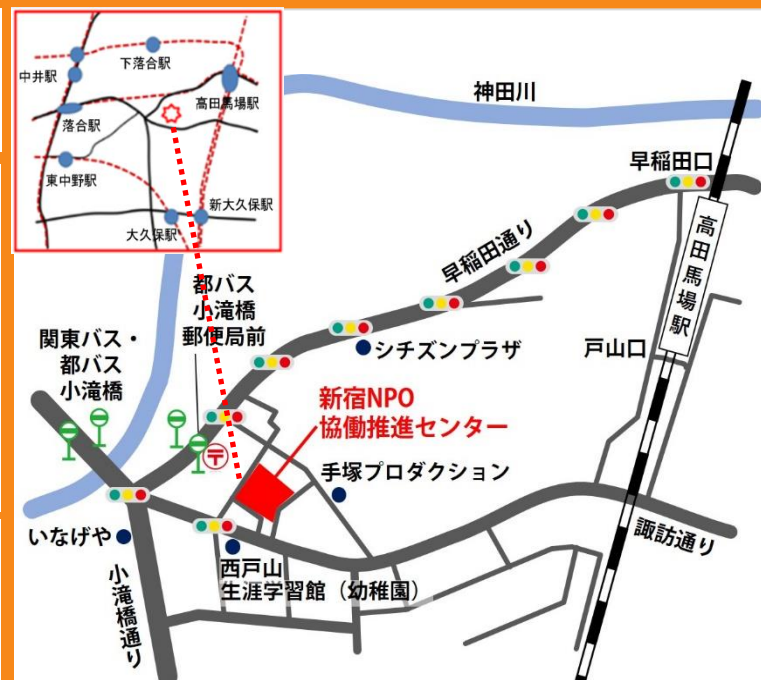 中井駅
下落合駅
高田馬場駅
落合駅
東中野駅
新大久保駅
大久保駅
神田川
早稲田口
早稲田通り
高田馬場駅
都バス
小滝橋
郵便局前
関東バス・
都バス
小滝橋
シチズンプラザ
戸山口
新宿NPO
協働推進センター
〒
手塚プロダクション
いなげや
西戸山
生涯学習館（幼稚園）
諏訪通り
小滝橋通り